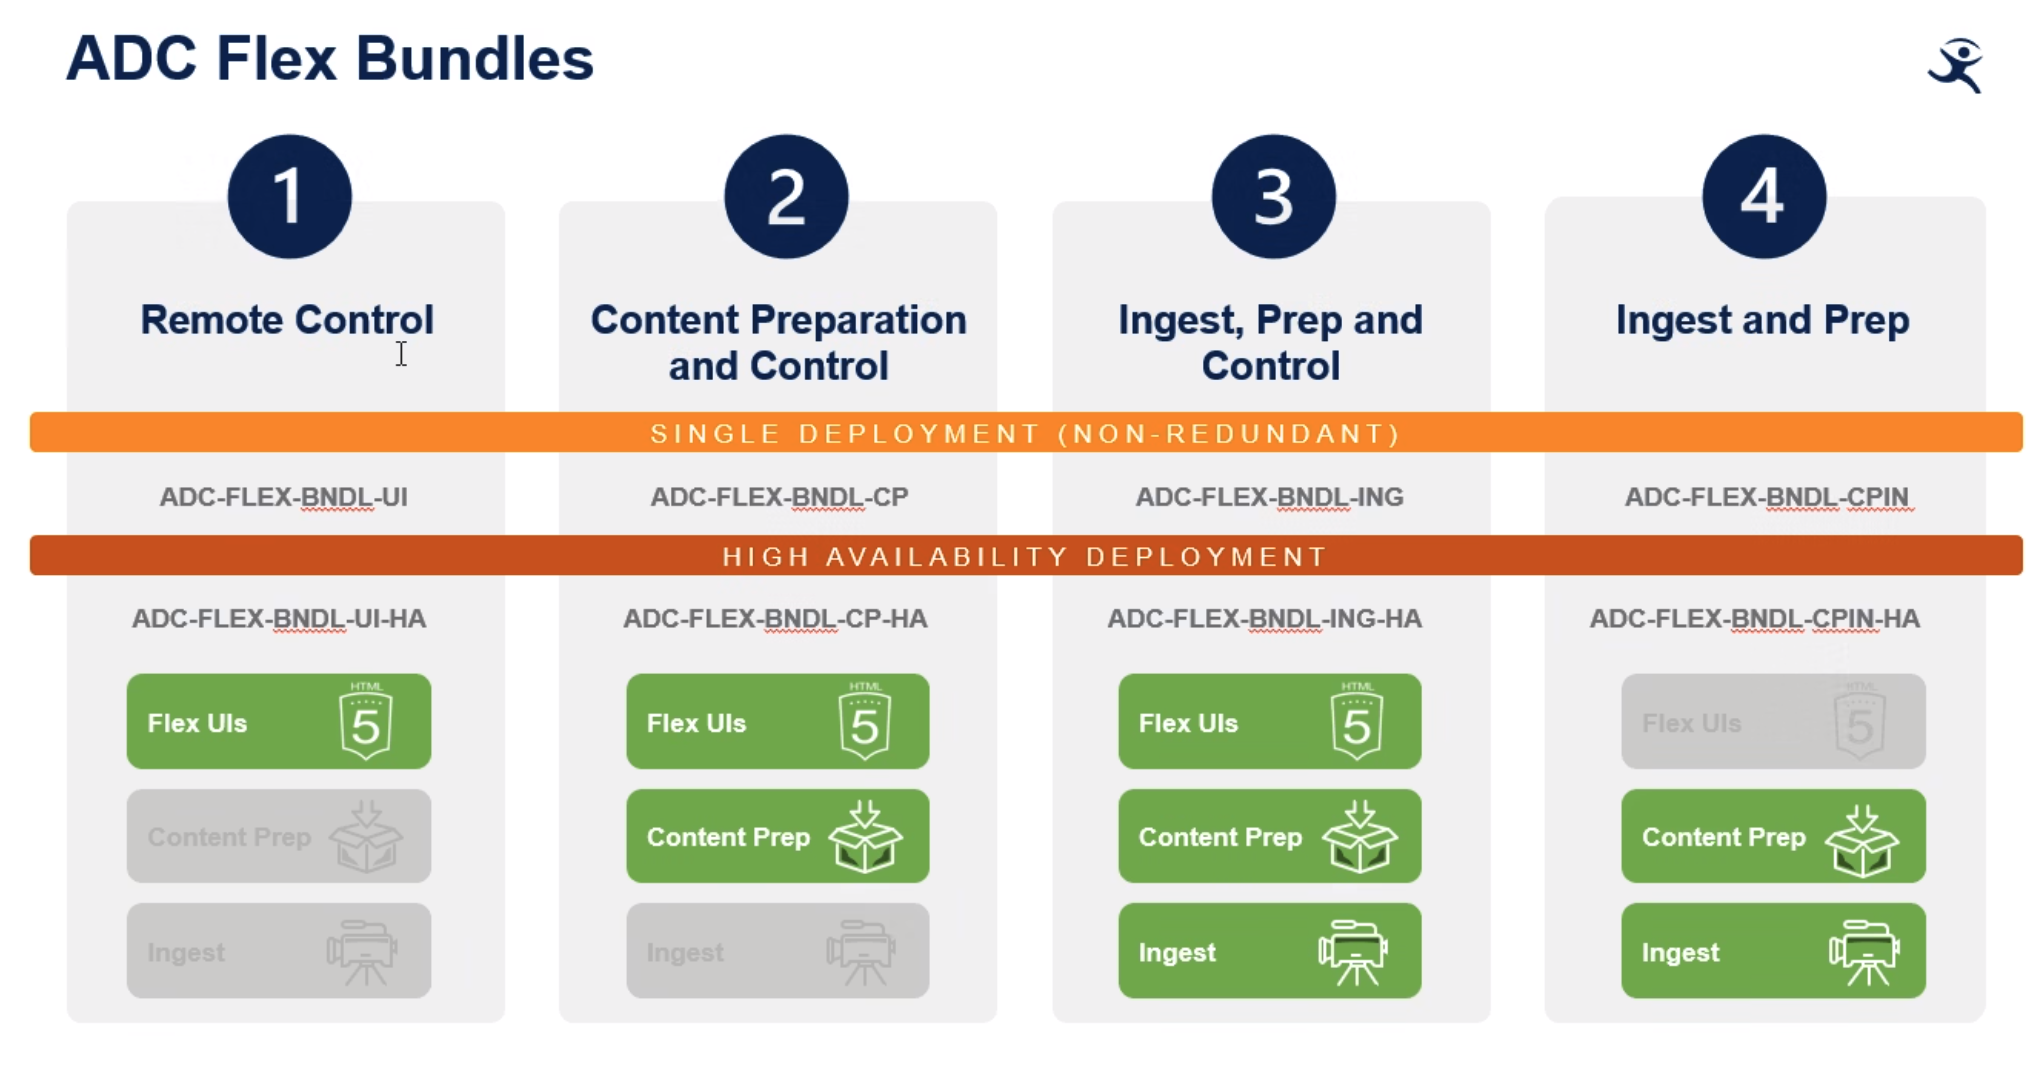 ADC Flex Bundles
1
2
3
4
Remote Control
Content Preparation
and Control
Ingest, Prep and
Control
Ingest and Prep
SINGLE DEPLOYMENT (NON-REDUNDANT)
ADC-FLEX-BNDL-UI
ADC-FLEX-BNDL-CP
ADC-FLEX-BNDL-ING
ADC-FLEX-BNDL-CPIN
HIGH AVAILABILITY DEPLOYMENT
ADC-FLEX-BNDL-UI-HA
ADC-FLEX-BNDL-CP-HA
ADC-FLEX-BNDL-ING-HA
ADC-FLEX-BNDL-CPIN-HA
Flex UIs
HTML
5
Content Prep
Ingest
Flex UIs
HTML
5
Content Prep
Ingest
Flex UIs
HTML
5
Content Prep
Ingest
Flex UIs
HTML
5
Content Prep
Ingest